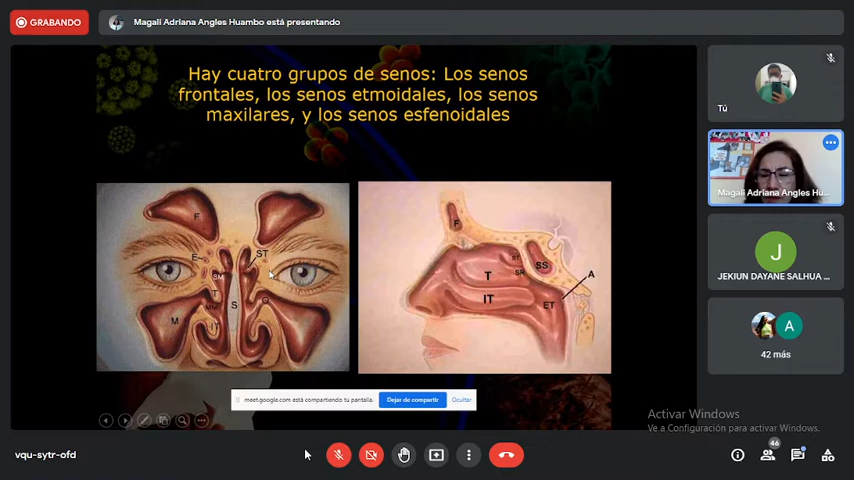 GRABANDO
Magali Adriana Angles Huambo está presentando
Hay cuatro grupos de senos: Los senos
frontales, los senos etmoidales, los senos
maxilares, y los senos esfenoidales
F
E
ST
SM
T
S
M
IT
F
ST
SR
SS
T
IT
ET
A
meet.google.com está compartiendo tu pantalla.
Dejar de compartir
Ocultar
Tú
Magali Adriana Angles Hu...
J
JEKIUN DAYANE SALHUA ...
A
42 más
Activar Windows
Ve a Configuración para activar Windows.
vqu-sytr-ofd
46